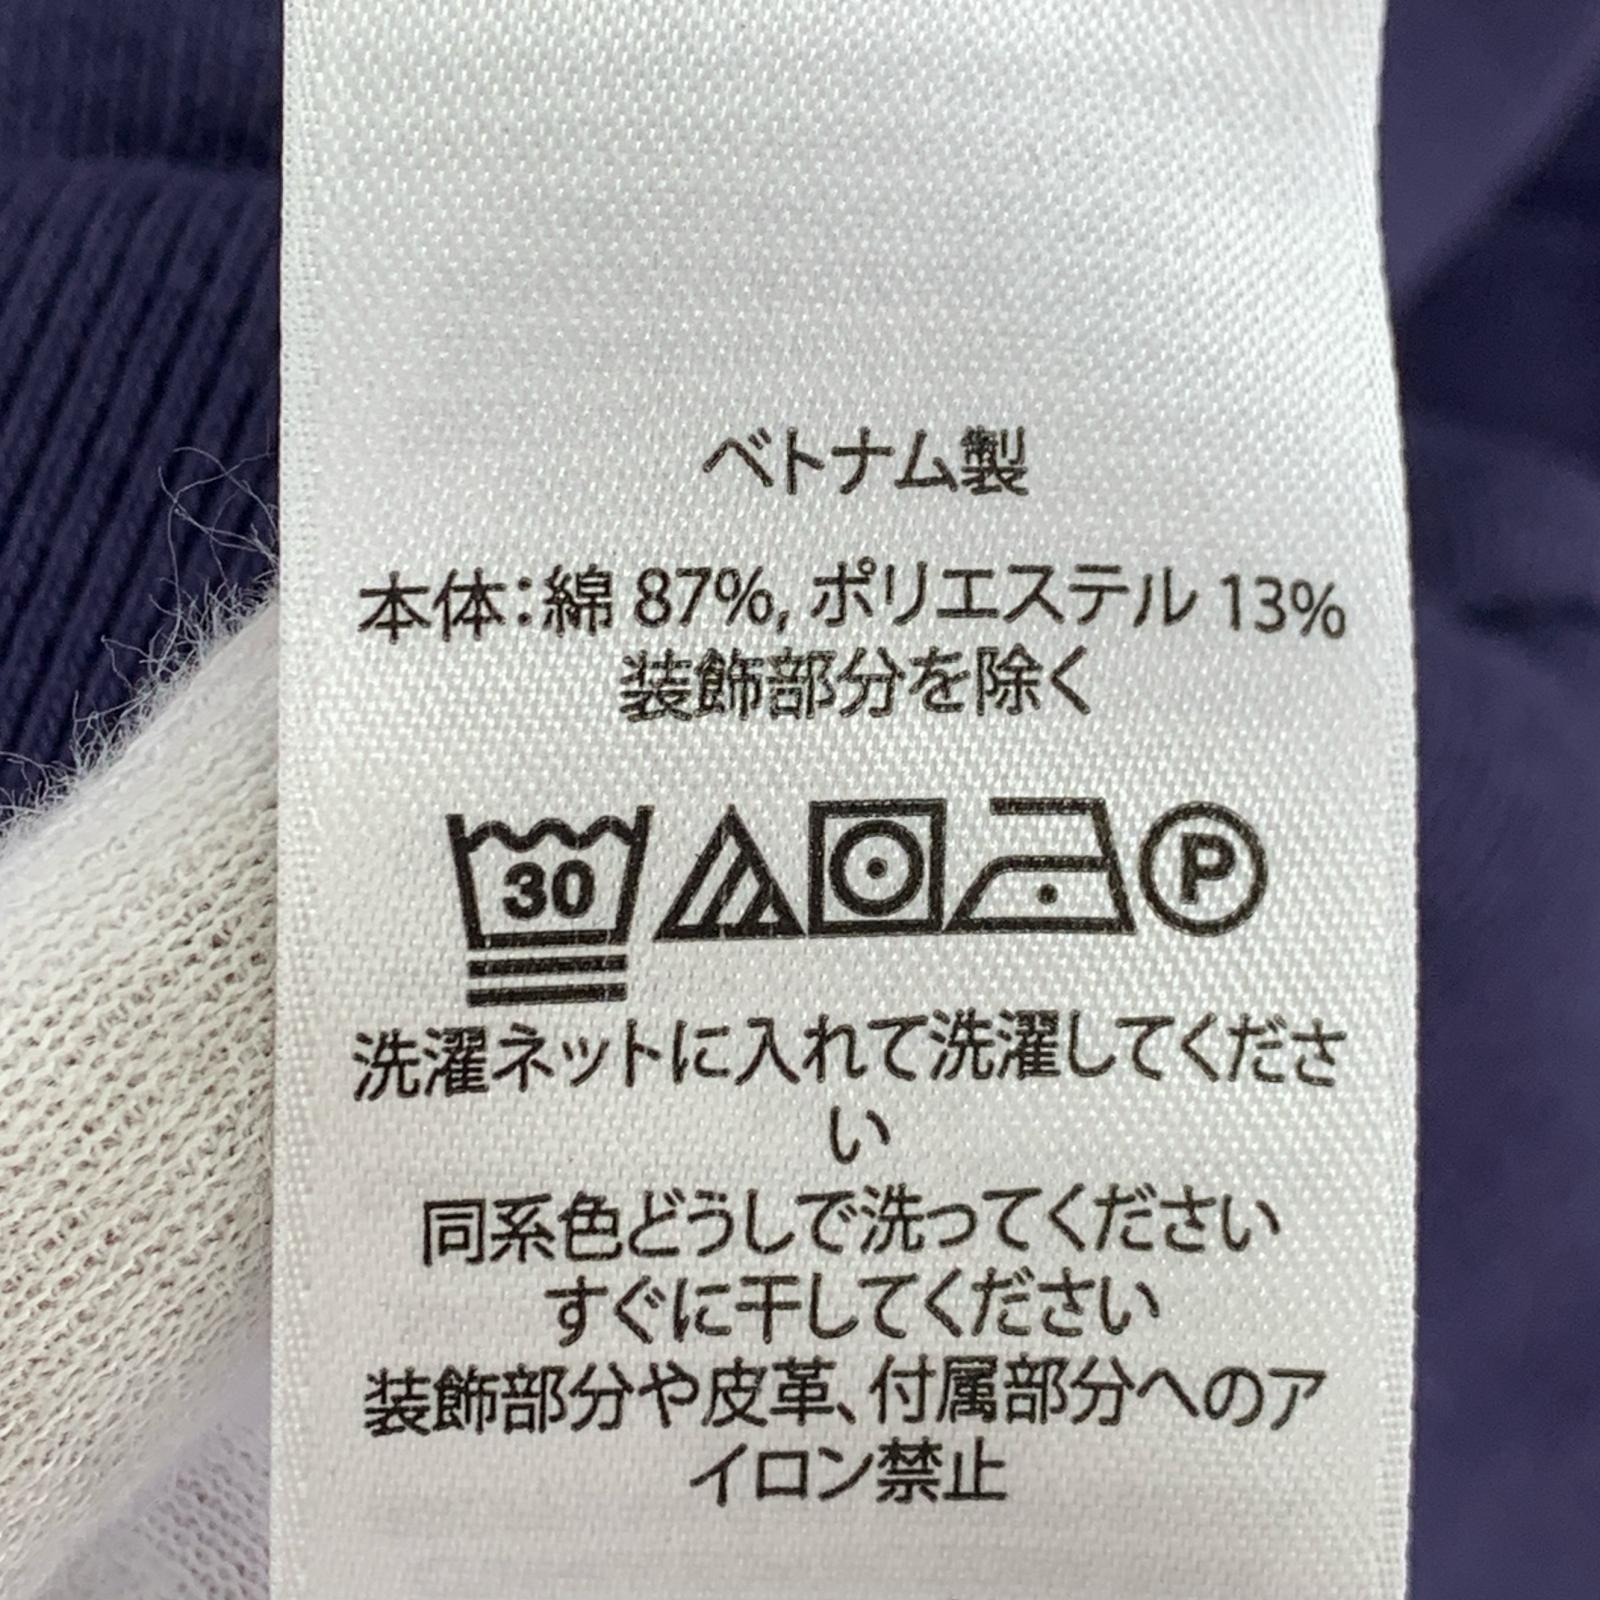 ベトナム製
本体：綿 87%, ポリエステル 13%
装飾部分を除く
30 P
洗濯ネットに入れて洗濯してくださ
い
同系色どうしで洗ってください
すぐに干してください
装飾部分や皮革、付属部分へのア
イロン禁止